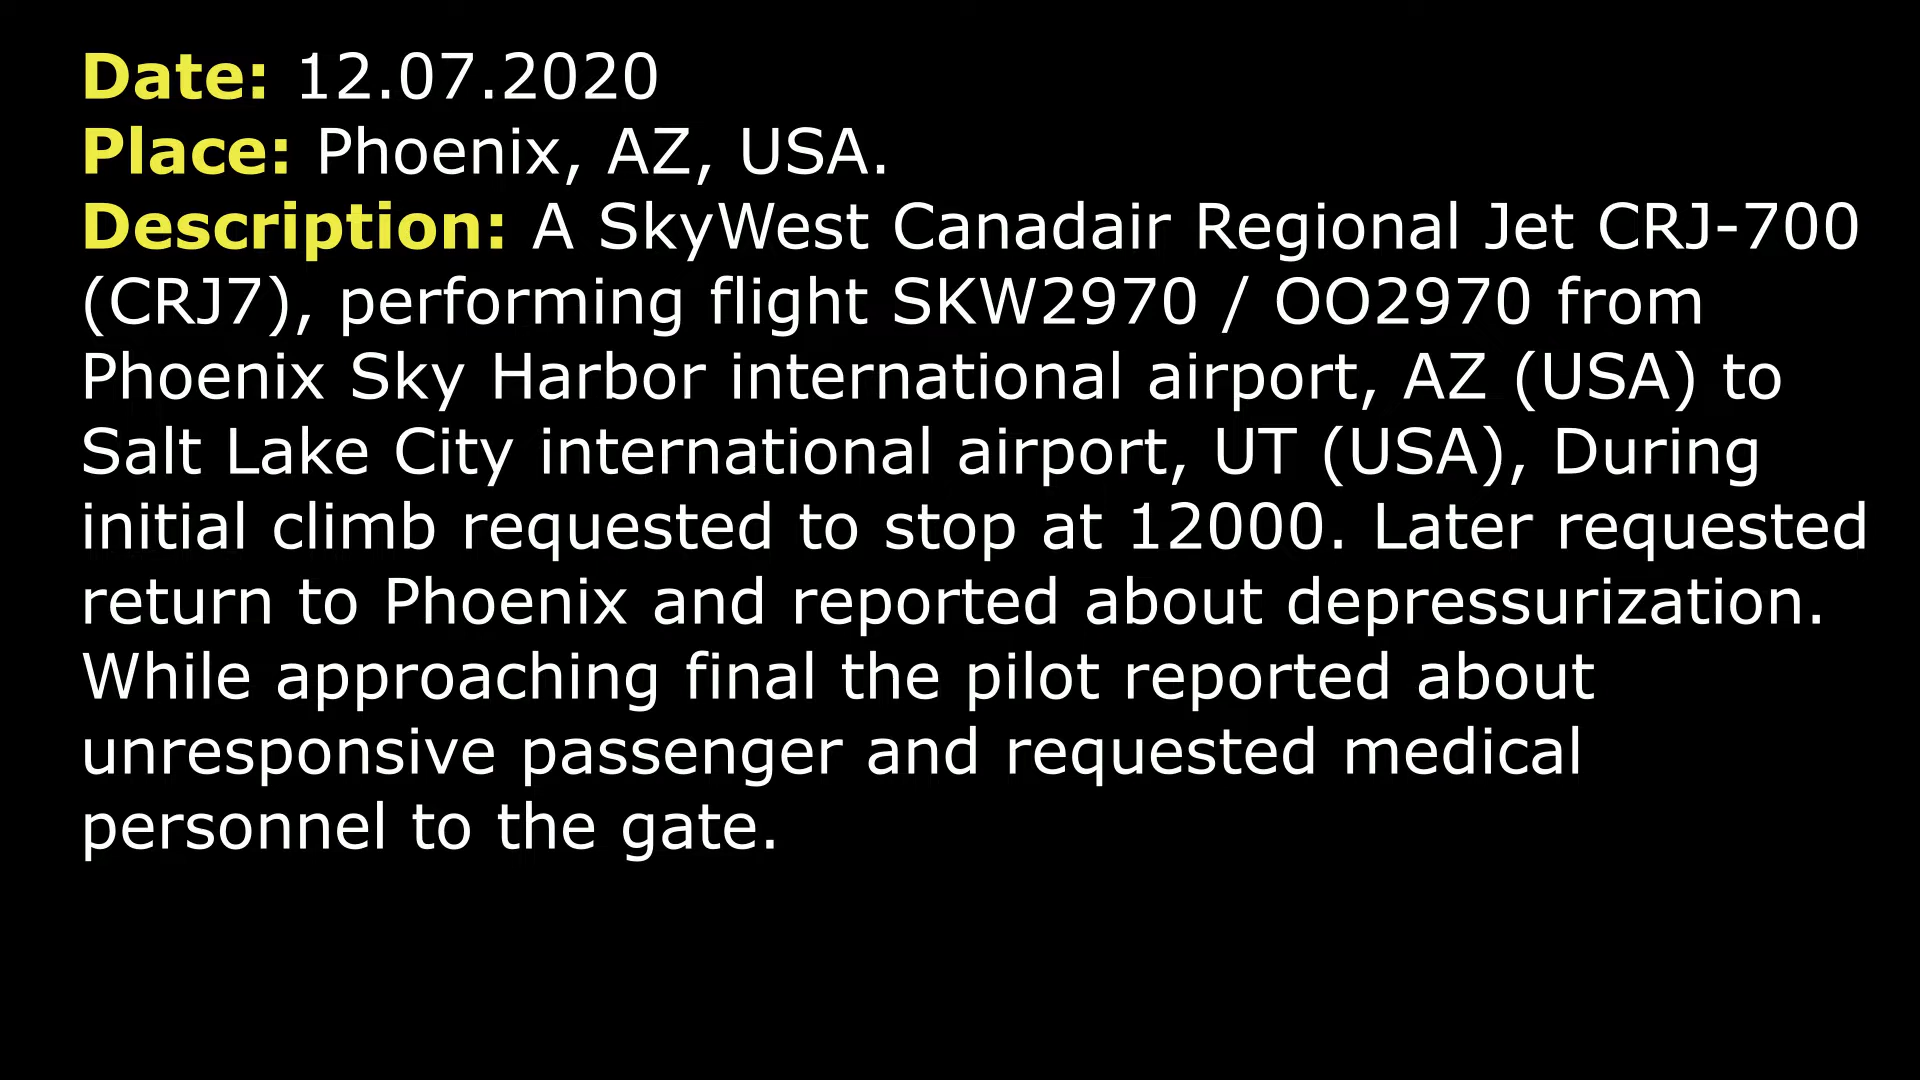 Date: 12.07.2020
Place: Phoenix, AZ, USA.
Description: A SkyWest Canadair Regional Jet CRJ-700
(CRJ7), performing flight SKW2970 / OO2970 from
Phoenix Sky Harbor international airport, AZ (USA) to
Salt Lake City international airport, UT (USA), During
initial climb requested to stop at 12000. Later requested
return to Phoenix and reported about depressurization.
While approaching final the pilot reported about
unresponsive passenger and requested medical
personnel to the gate.